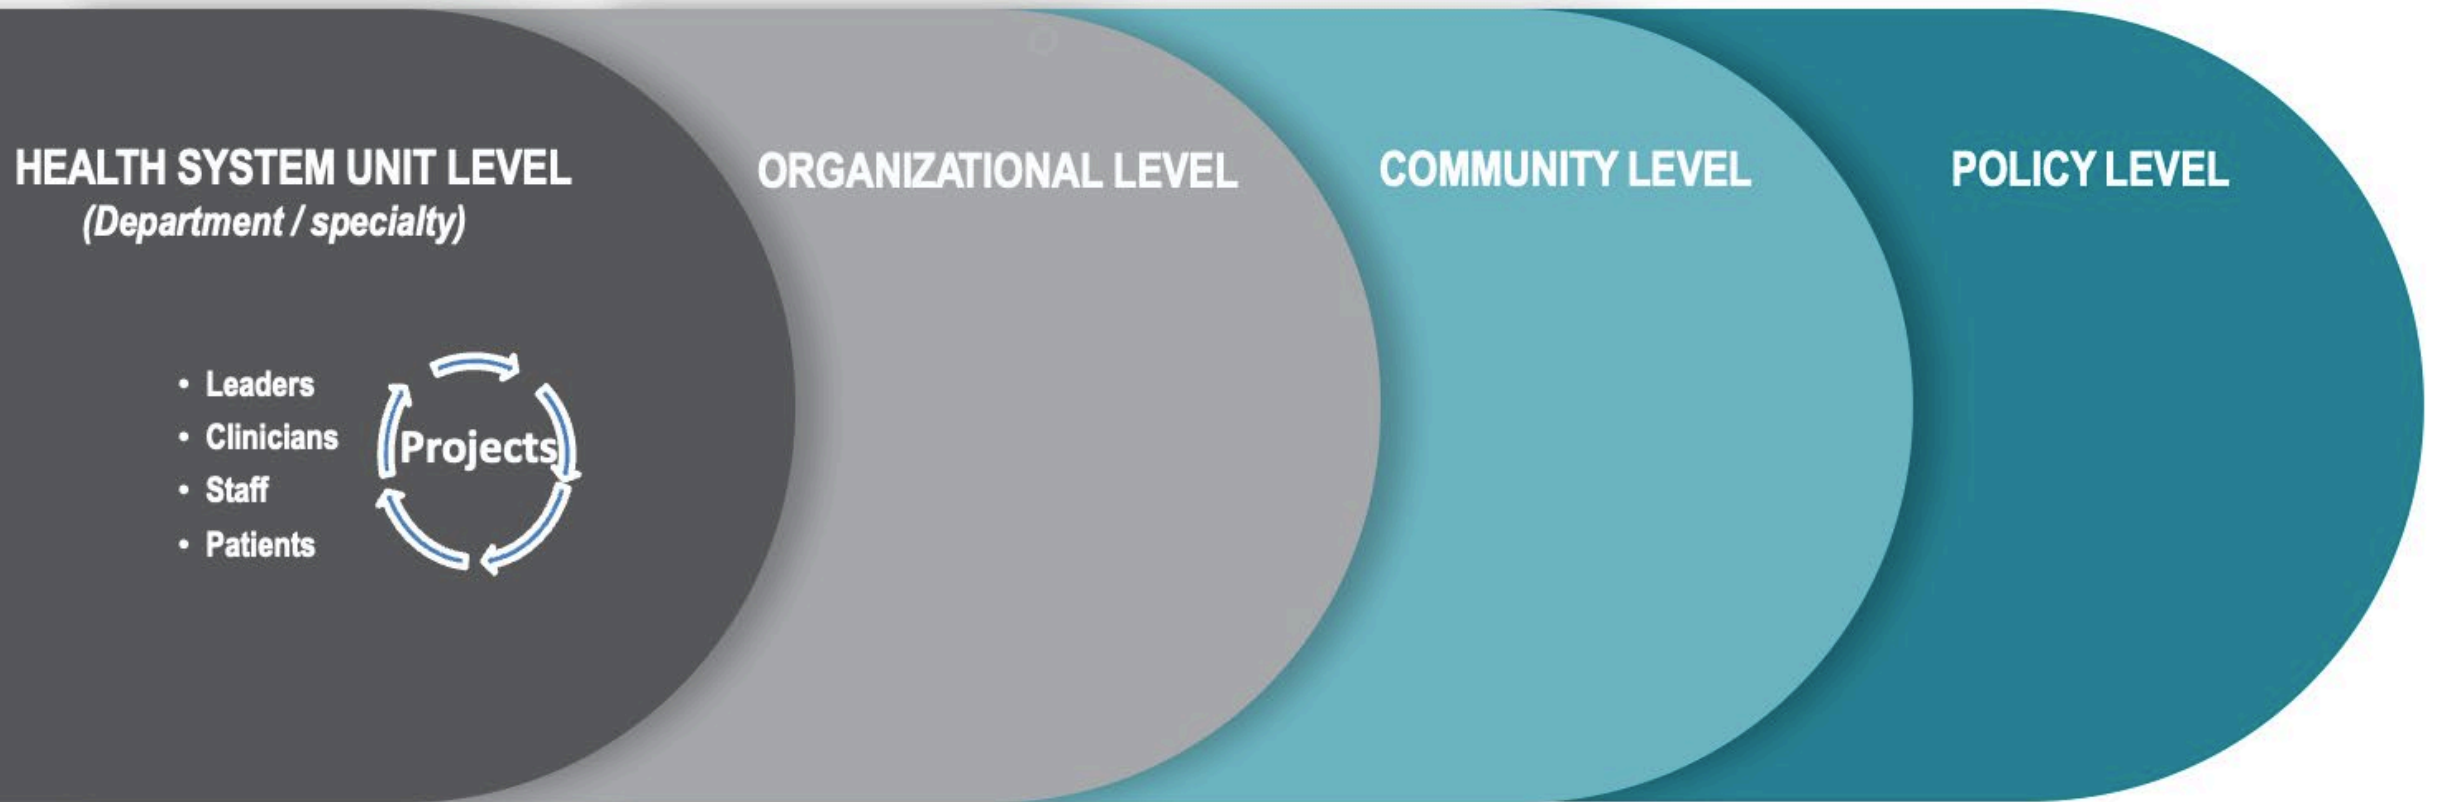 HEALTH SYSTEM UNIT LEVEL
(Department / specialty)
• Leaders
• Clinicians
• Staff
• Patients
Projects
ORGANIZATIONAL LEVEL
COMMUNITY LEVEL
POLICY LEVEL